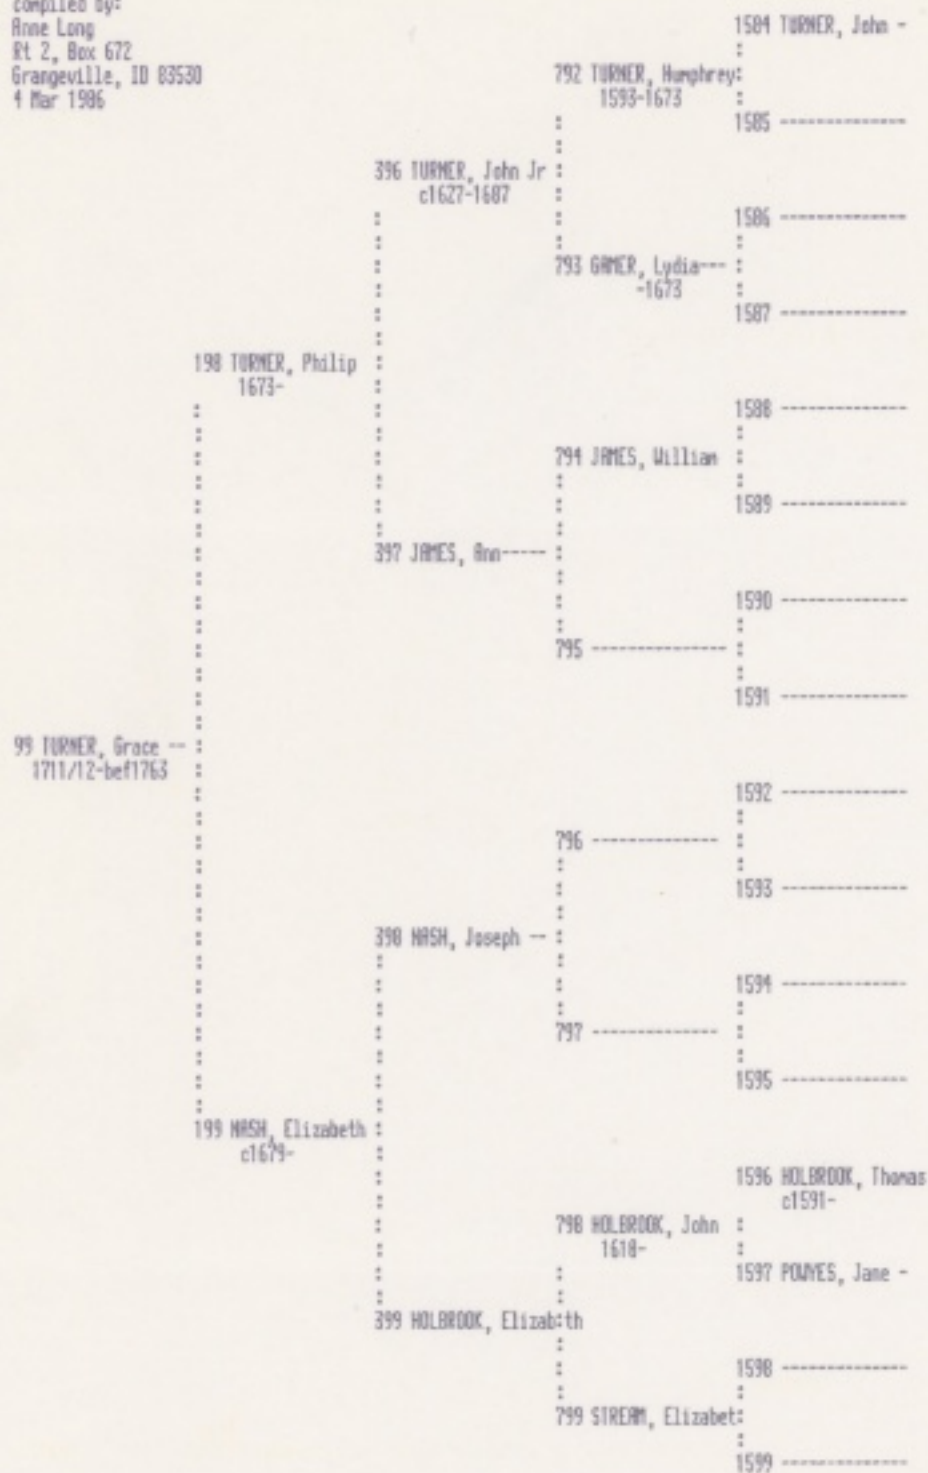 compiled by:
Anne Long
Rt 2, Box 672
Grangeville, ID 83530
4 Mar 1986
1584 TURNER, John -
792 TURNER, Humphrey:
1593-1673
1585 --------------
396 TURNER, John Jr :
c1627-1687
1586 --------------
793 GAMER, Lydia--- :
-1673
1587 --------------
198 TURNER, Philip
1673-
1588 --------------
794 JAMES, William
1589 --------------
397 JAMES, Ann-----
1590 --------------
795 ---------------
1591 --------------
99 TURNER, Grace --
1711/12-bef1763
1592 --------------
796 --------------
1593 --------------
398 NASH, Joseph --
1594 --------------
797 --------------
1595 --------------
199 NASH, Elizabeth :
c1679-
1596 HOLBROOK, Thomas
c1591-
798 HOLBROOK, John
1618-
1597 POWYES, Jane -
399 HOLBROOK, Elizab:th
1598 --------------
799 STREAM, Elizabet:
1599 --------------